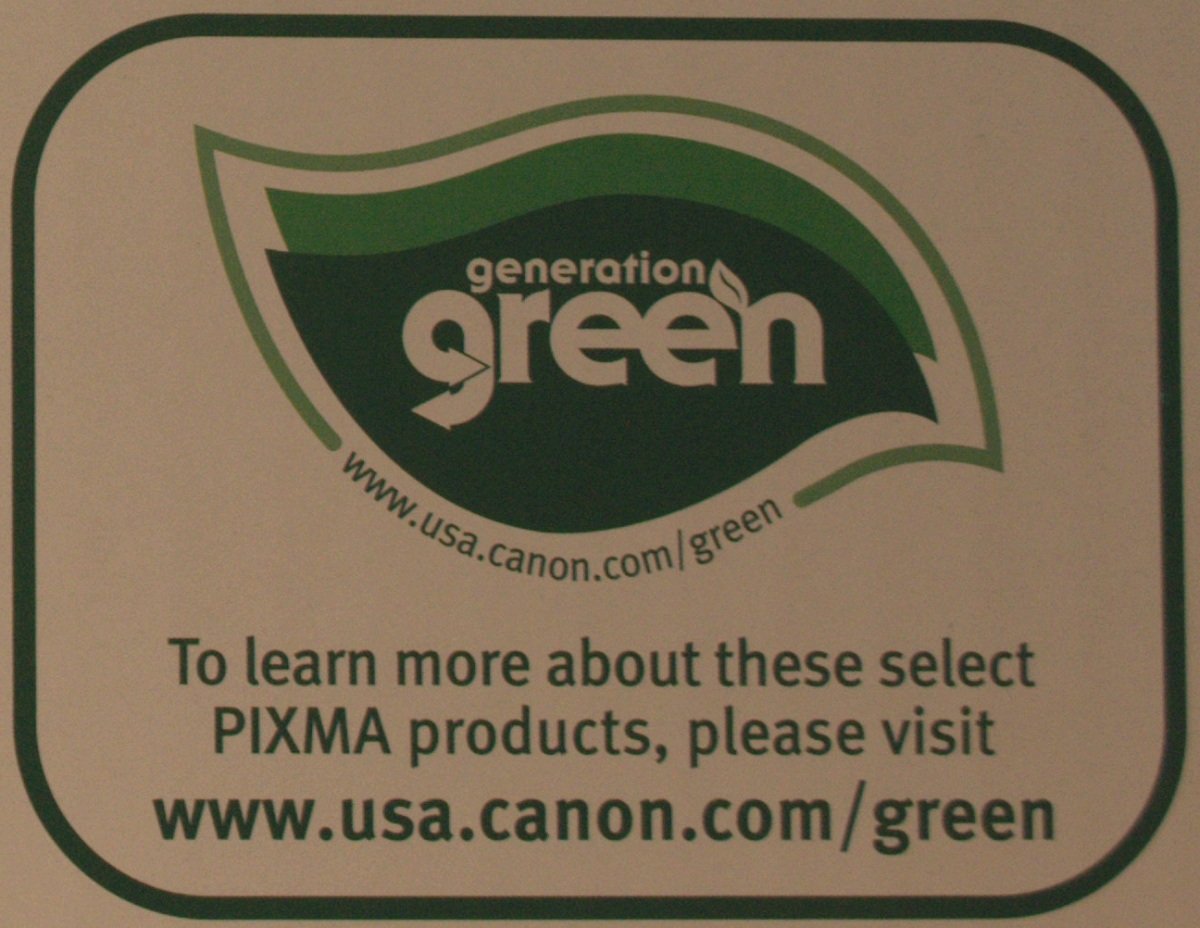 generation
green
www.usa.canon.com/green
To learn more about these select
PIXMA products, please visit
www.usa.canon.com/green